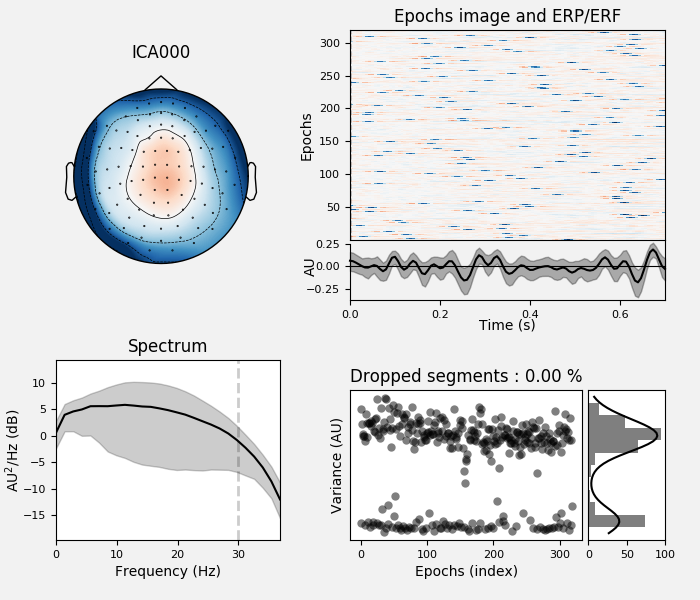 ICA000
Epochs image and ERP/ERF
Epochs
300
250
200
150
100
50
AU
0.25
0.00
−0.25
0.0
0.2
0.4
0.6
Time (s)
Spectrum
AU²/Hz (dB)
10
5
0
−5
−10
−15
0
10
20
30
Frequency (Hz)
Dropped segments : 0.00 %
Variance (AU)
0
100
200
300
Epochs (index)
0
50
100